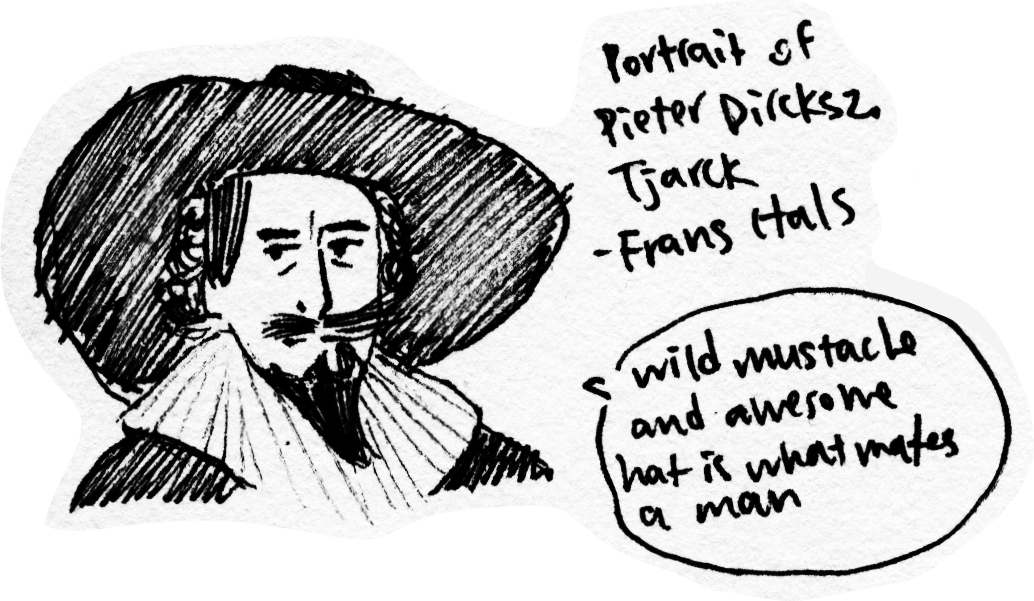 Portrait of
Pieter Dircksz.
Tjarck
-Frans Hals
wild mustache
and awesome
hat is what makes
a man